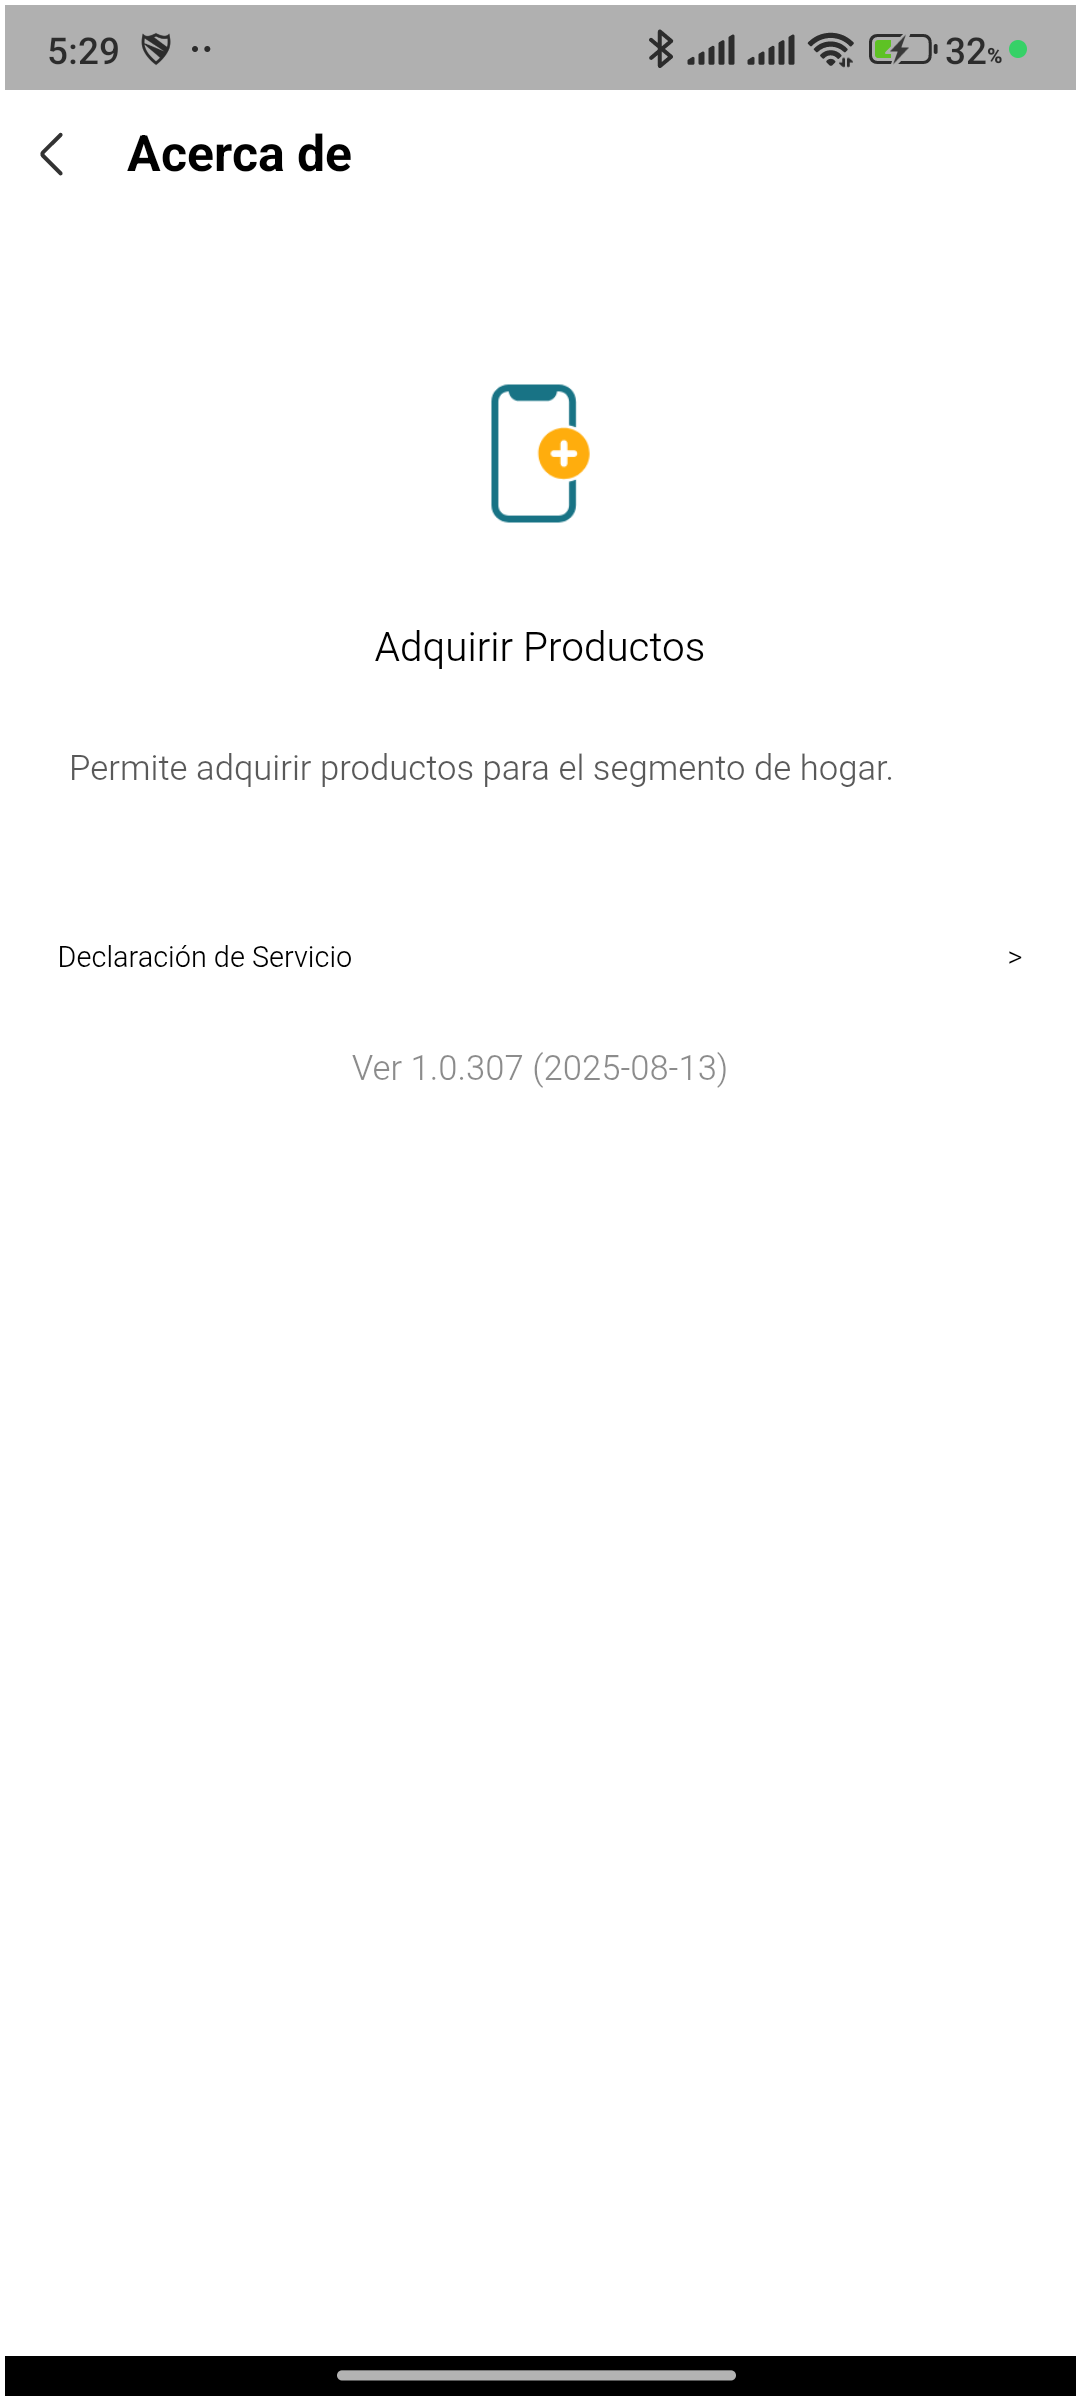 5:29
32%
Acerca de
Adquirir Productos
Permite adquirir productos para el segmento de hogar.
Declaración de Servicio >
Ver 1.0.307 (2025-08-13)